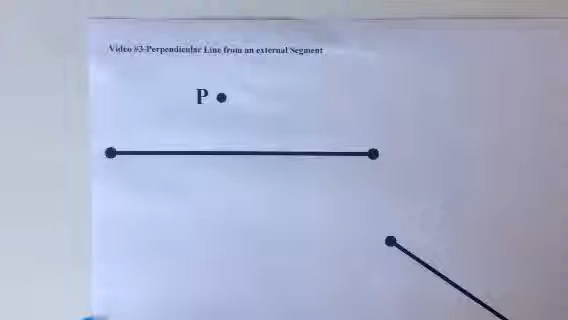 Video #3-Perpendicular Line from an external Segment
P